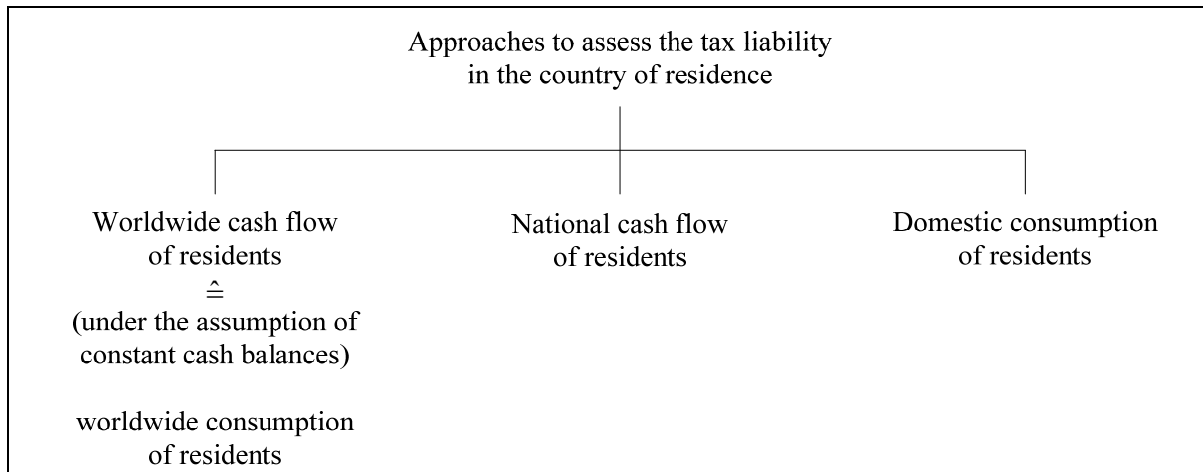 Approaches to assess the tax liability
in the country of residence
Worldwide cash flow
of residents
≙
(under the assumption of
constant cash balances)
worldwide consumption
of residents
National cash flow
of residents
Domestic consumption
of residents